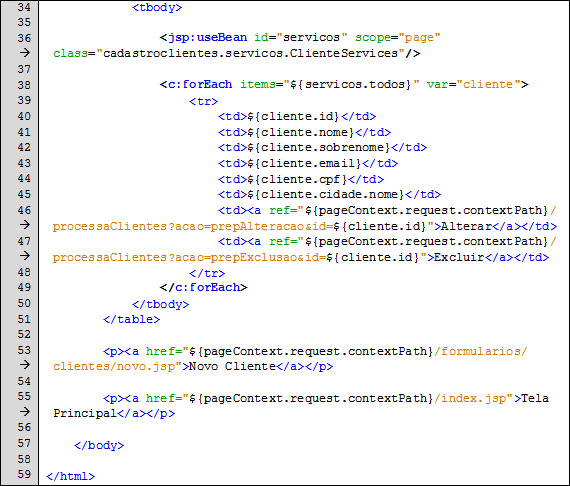 34 <tbody>
35
36 <jsp:useBean id="servicos" scope="page"
→ class="cadastroclientes.servicos.ClienteServices"/>
37
38 <c:forEach items="${servicos.todos}" var="cliente">
39 <tr>
40 <td>${cliente.id}</td>
41 <td>${cliente.nome}</td>
42 <td>${cliente.sobrenome}</td>
43 <td>${cliente.email}</td>
44 <td>${cliente.cpf}</td>
45 <td>${cliente.cidade.nome}</td>
46 <td><a ref="${pageContext.request.contextPath}/
→ processaClientes?acao=prepAlteracao&id=${cliente.id}">Alterar</a></td>
47 <td><a ref="${pageContext.request.contextPath}/
→ processaClientes?acao=prepExclusao&id=${cliente.id}">Excluir</a></td>
48 </tr>
49 </c:forEach>
50 </tbody>
51 </table>
52
53 <p><a href="${pageContext.request.contextPath}/formularios/
→ clientes/novo.jsp">Novo Cliente</a></p>
54
55 <p><a href="${pageContext.request.contextPath}/index.jsp">Tela
→ Principal</a></p>
56
57 </body>
58
59 </html>